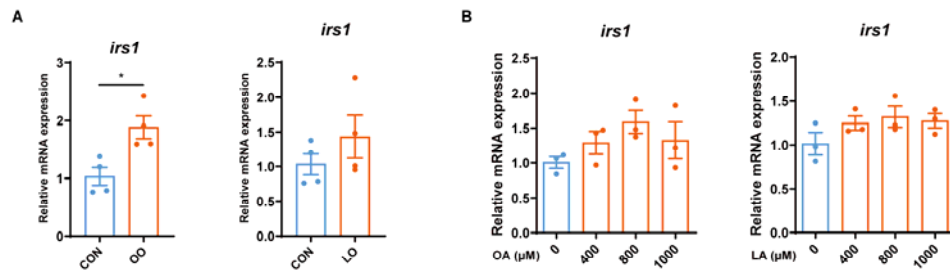 A
irs1
Relative mRNA expression
3
2
1
0
*
CON
OO
irs1
Relative mRNA expression
2.5
2.0
1.5
1.0
0.5
0.0
CON
LO
B
irs1
Relative mRNA expression
2.5
2.0
1.5
1.0
0.5
0.0
OA (μM)
0
400
800
1000
irs1
Relative mRNA expression
2.0
1.5
1.0
0.5
0.0
LA (μM)
0
400
800
1000